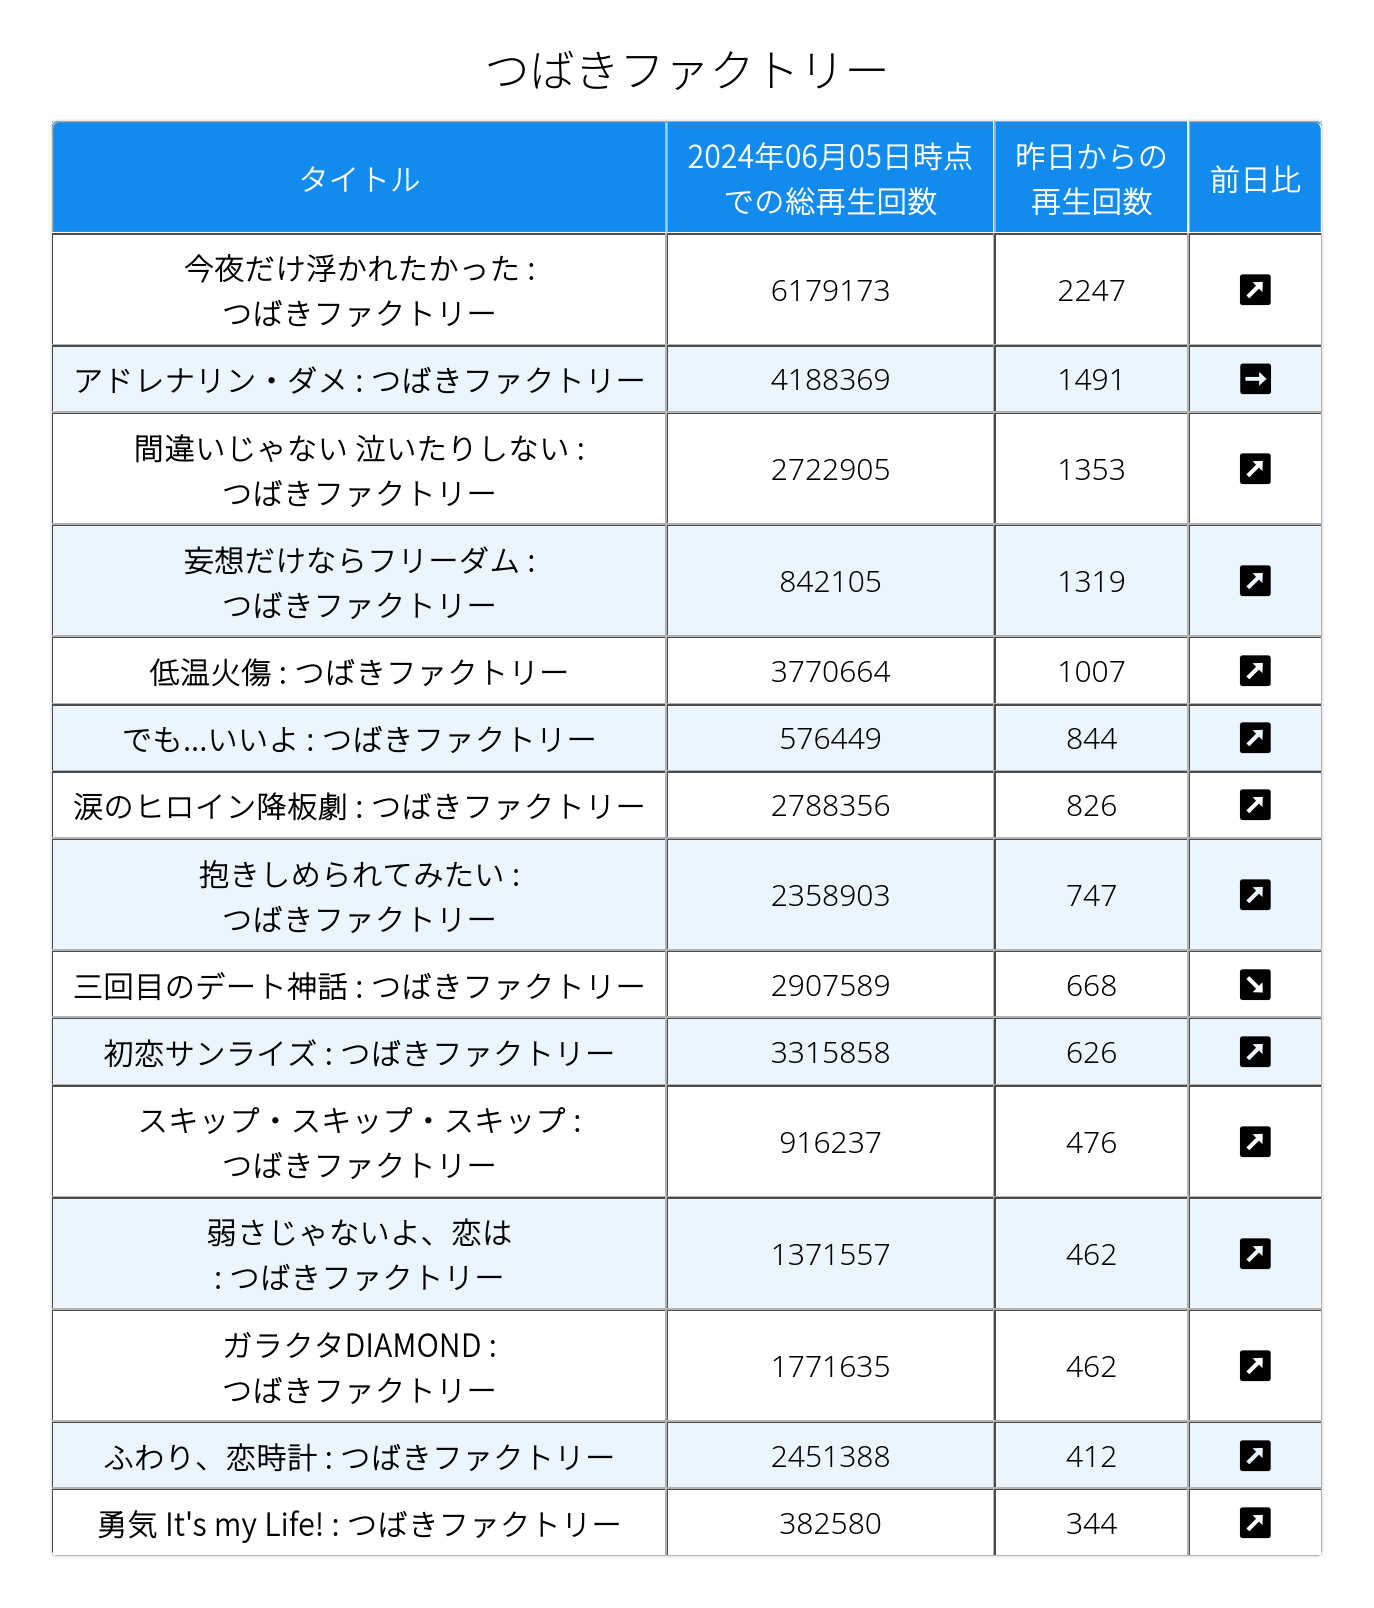 つばきファクトリー
タイトル
2024年06月05日時点
での総再生回数
昨日からの
再生回数
前日比
今夜だけ浮かれたかった :
つばきファクトリー
6179173
2247
アドレナリン・ダメ : つばきファクトリー
4188369
1491
間違いじゃない 泣いたりしない :
つばきファクトリー
2722905
1353
妄想だけならフリーダム :
つばきファクトリー
842105
1319
低温火傷 : つばきファクトリー
3770664
1007
でも...いいよ : つばきファクトリー
576449
844
涙のヒロイン降板劇 : つばきファクトリー
2788356
826
抱きしめられてみたい :
つばきファクトリー
2358903
747
三回目のデート神話 : つばきファクトリー
2907589
668
初恋サンライズ : つばきファクトリー
3315858
626
スキップ・スキップ・スキップ :
つばきファクトリー
916237
476
弱さじゃないよ、恋は
: つばきファクトリー
1371557
462
ガラクタDIAMOND :
つばきファクトリー
1771635
462
ふわり、恋時計 : つばきファクトリー
2451388
412
勇気 It's my Life! : つばきファクトリー
382580
344